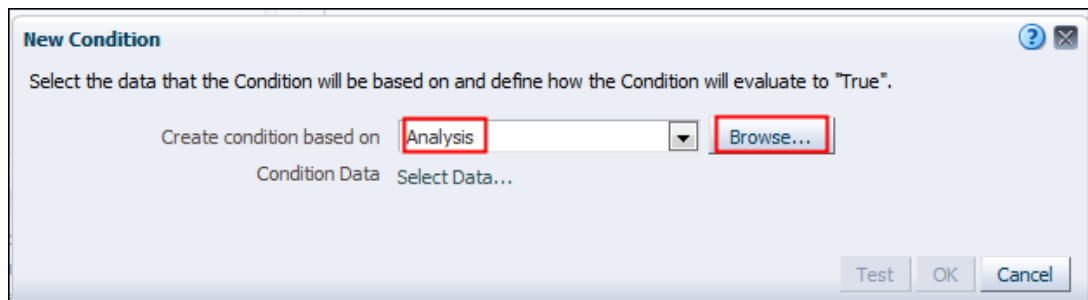 New Condition
Select the data that the Condition will be based on and define how the Condition will evaluate to "True".
Create condition based on Analysis Browse...
Condition Data Select Data...
Test OK Cancel